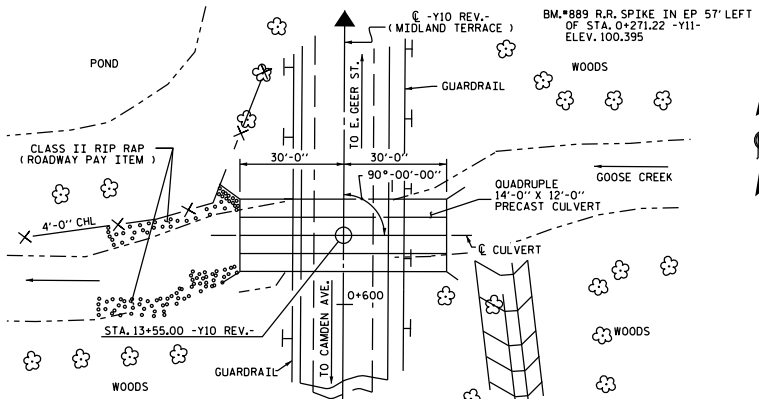 ℄ -Y10 REV.-
( MIDLAND TERRACE )
BM.#889 R.R. SPIKE IN EP 57' LEFT
OF STA. 0+271.22 -Y11-
ELEV. 100.395
POND
WOODS
TO E. GEER ST.
GUARDRAIL
CLASS II RIP RAP
( ROADWAY PAY ITEM )
30'-0"
30'-0"
90°-00'-00"
GOOSE CREEK
QUADRUPLE
14'-0" X 12'-0"
PRECAST CULVERT
4'-0" CHL
℄ CULVERT
0+600
STA. 13+55.00 -Y10 REV.-
TO CAMDEN AVE.
WOODS
GUARDRAIL
WOODS